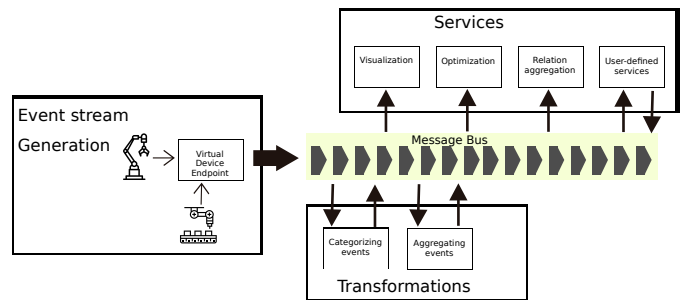 Services
Visualization
Optimization
Relation
aggregation
User-defined
services
Event stream
Generation
Virtual
Device
Endpoint
Message Bus
Categorizing
events
Aggregating
events
Transformations